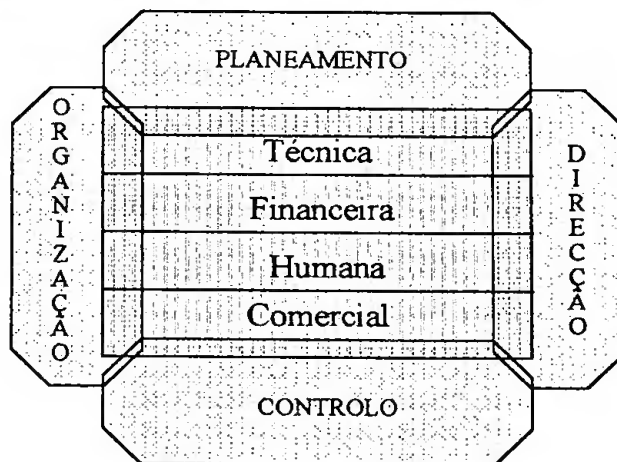 PLANEAMENTO
ORGANIZAÇÃO
Técnica
Financeira
Humana
Comercial
DIRECÇÃO
CONTROLO